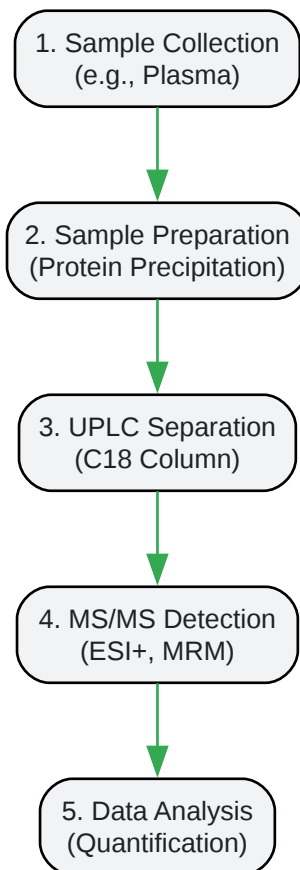 1. Sample Collection
(e.g., Plasma)
2. Sample Preparation
(Protein Precipitation)
3. UPLC Separation
(C18 Column)
4. MS/MS Detection
(ESI+, MRM)
5. Data Analysis
(Quantification)